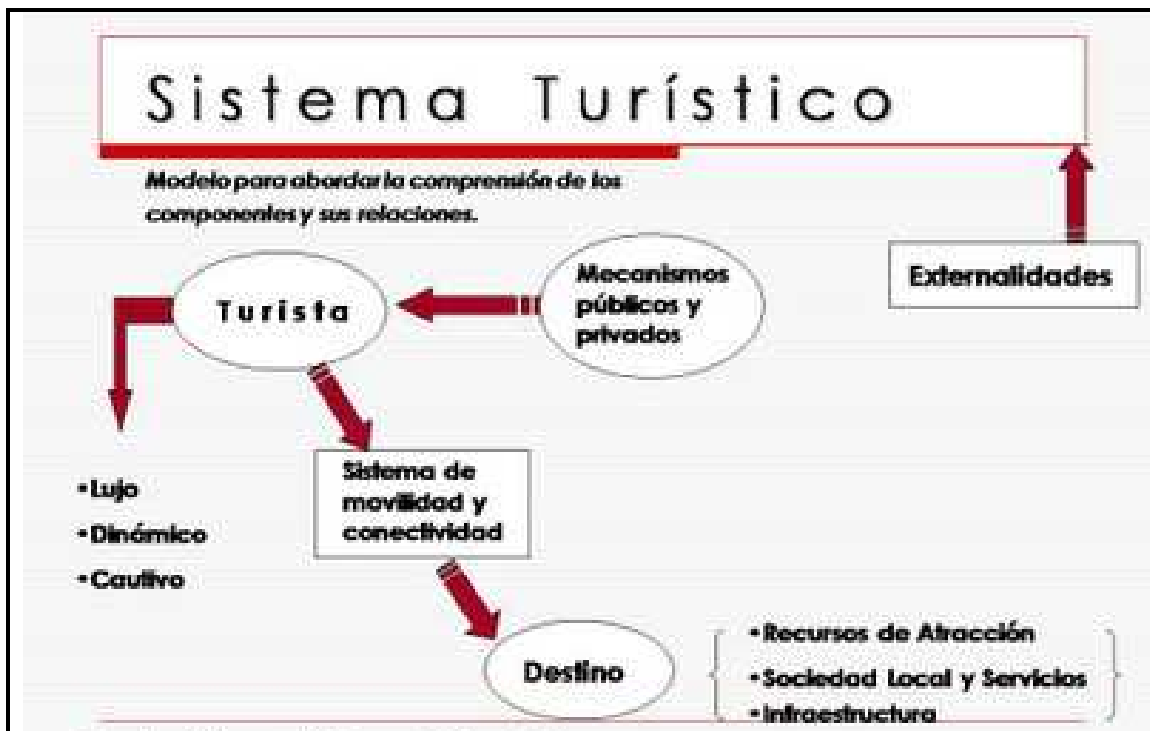 Sistema Turístico
Modelo para abordar la comprensión de los
componentes y sus relaciones.
Externalidades
Mecanismos
públicos y
privados
Turista
•Lujo
•Dinámico
•Cautivo
Sistema de
movilidad y
conectividad
Destino
•Recursos de Atracción
•Sociedad Local y Servicios
•Infraestructura